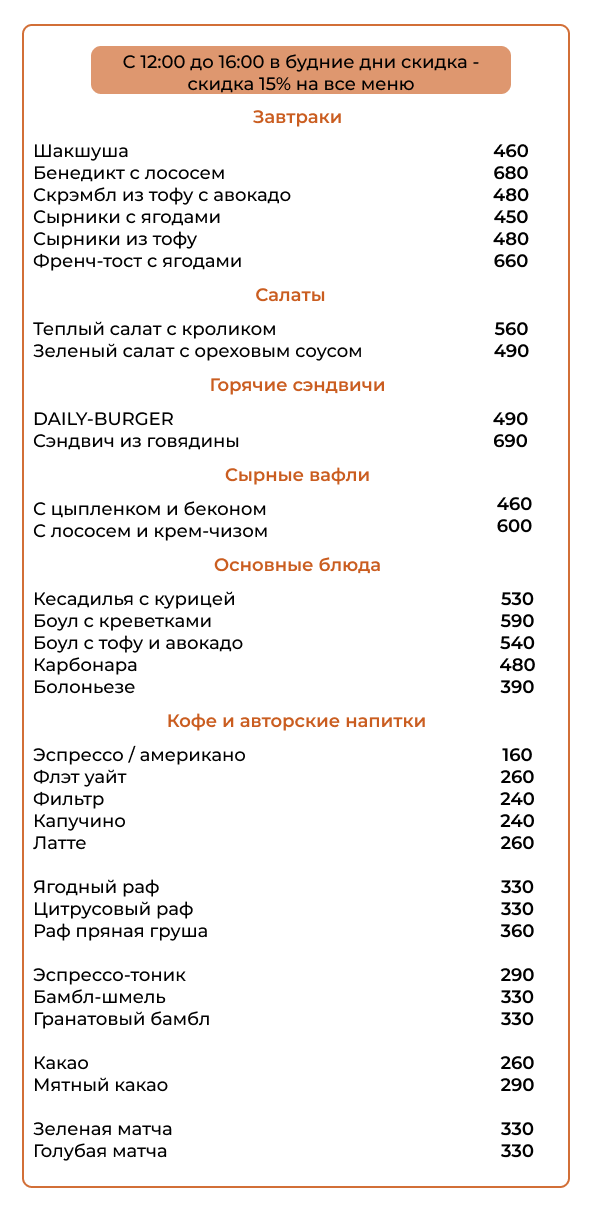 С 12:00 до 16:00 в будние дни скидка -
скидка 15% на все меню
Завтраки
Шакшуша 460
Бенедикт с лососем 680
Скрэмбл из тофу с авокадо 480
Сырники с ягодами 450
Сырники из тофу 480
Френч-тост с ягодами 660
Салаты
Теплый салат с кроликом 560
Зеленый салат с ореховым соусом 490
Горячие сэндвичи
DAILY-BURGER 490
Сэндвич из говядины 690
Сырные вафли
С цыпленком и беконом 460
С лососем и крем-чизом 600
Основные блюда
Кесадилья с курицей 530
Боул с креветками 590
Боул с тофу и авокадо 540
Карбонара 480
Болоньезе 390
Кофе и авторские напитки
Эспрессо / американо 160
Флэт уайт 260
Фильтр 240
Капучино 240
Латте 260
Ягодный раф 330
Цитрусовый раф 330
Раф пряная груша 360
Эспрессо-тоник 290
Бамбл-шмель 330
Гранатовый бамбл 330
Какао 260
Мятный какао 290
Зеленая матча 330
Голубая матча 330